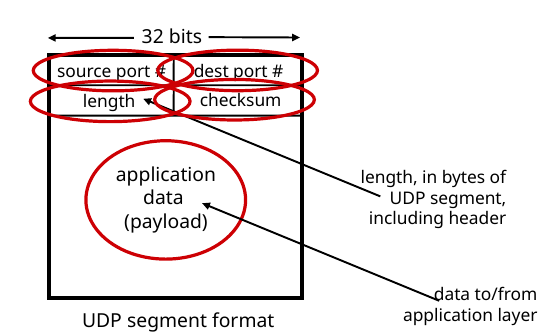 32 bits
source port # dest port #
length checksum
application
data
(payload)
length, in bytes of
UDP segment,
including header
data to/from
application layer
UDP segment format